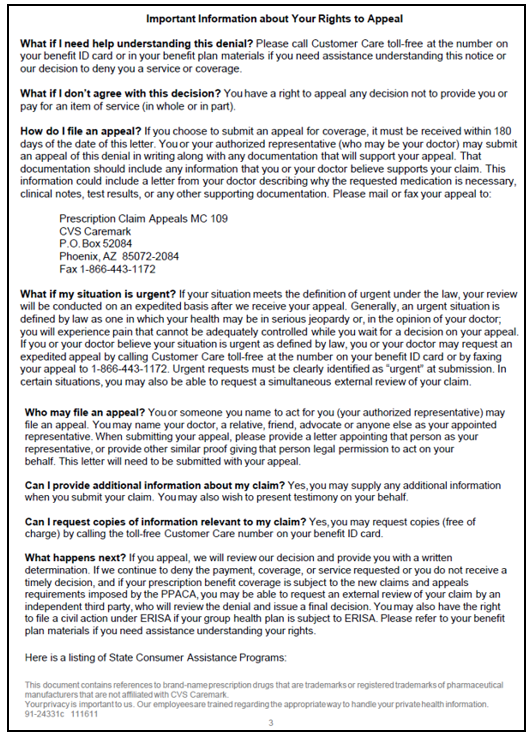 Important Information about Your Rights to Appeal
What if I need help understanding this denial? Please call Customer Care toll-free at the number on
your benefit ID card or in your benefit plan materials if you need assistance understanding this notice or
our decision to deny you a service or coverage.
What if I don't agree with this decision? You have a right to appeal any decision not to provide you or
pay for an item of service (in whole or in part).
How do I file an appeal? If you choose to submit an appeal for coverage, it must be received within 180
days of the date of this letter. You or your authorized representative (who may be your doctor) may submit
an appeal of this denial in writing along with any documentation that will support your appeal. That
documentation should include any information that you or your doctor believe supports your claim. This
information could include a letter from your doctor describing why the requested medication is necessary,
clinical notes, test results, or any other supporting documentation. Please mail or fax your appeal to:
Prescription Claim Appeals MC 109
CVS Caremark
P.O. Box 52084
Phoenix, AZ 85072-2084
Fax 1-866-443-1172
What if my situation is urgent? If your situation meets the definition of urgent under the law, your review
will be conducted on an expedited basis after we receive your appeal. Generally, an urgent situation is
defined by law as one in which your health may be in serious jeopardy or, in the opinion of your doctor;
you will experience pain that cannot be adequately controlled while you wait for a decision on your appeal.
If you or your doctor believe your situation is urgent as defined by law, you or your doctor may request an
expedited appeal by calling Customer Care toll-free at the number on your benefit ID card or by faxing
your appeal to 1-866-443-1172. Urgent requests must be clearly identified as "urgent" at submission. In
certain situations, you may also be able to request a simultaneous external review of your claim.
Who may file an appeal? You or someone you name to act for you (your authorized representative) may
file an appeal. You may name your doctor, a relative, friend, advocate or anyone else as your appointed
representative. When submitting your appeal, please provide a letter appointing that person as your
representative, or provide other similar proof giving that person legal permission to act on your
behalf. This letter will need to be submitted with your appeal.
Can I provide additional information about my claim? Yes, you may supply any additional information
when you submit your claim. You may also wish to present testimony on your behalf.
Can I request copies of information relevant to my claim? Yes, you may request copies (free of
charge) by calling the toll-free Customer Care number on your benefit ID card.
What happens next? If you appeal, we will review our decision and provide you with a written
determination. If we continue to deny the payment, coverage, or service requested or you do not receive a
timely decision, and if your prescription benefit coverage is subject to the new claims and appeals
requirements imposed by the PPACA, you may be able to request an external review of your claim by an
independent third party, who will review the denial and issue a final decision. You may also have the right
to file a civil action under ERISA if your group health plan is subject to ERISA. Please refer to your benefit
plan materials if you need assistance understanding your rights.
Here is a listing of State Consumer Assistance Programs:
This document contains references to brand-name prescription drugs that are trademarks or registered trademarks of pharmaceutical
manufacturers that are not affiliated with CVS Caremark.
Your privacy is important to us. Our employees are trained regarding the appropriate way to handle your private health information.
91-24331c 111611
3